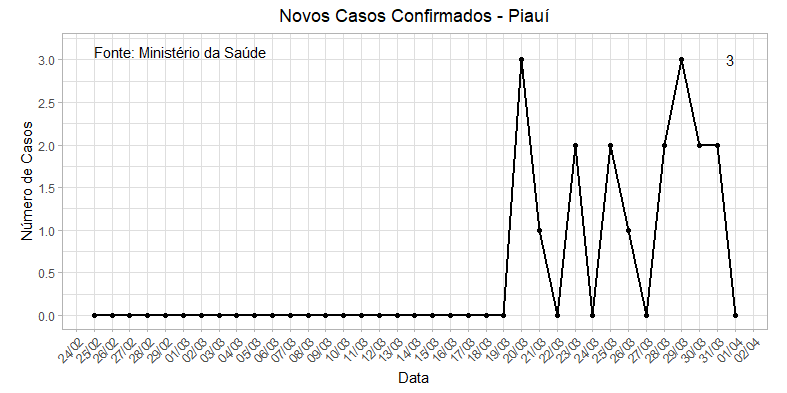 Novos Casos Confirmados - Piauí
Fonte: Ministério da Saúde
3
Número de Casos
3.0
2.5
2.0
1.5
1.0
0.5
0.0
24/02 25/02 26/02 27/02 28/02 29/02 01/03 02/03 03/03 04/03 05/03 06/03 07/03 08/03 09/03 10/03 11/03 12/03 13/03 14/03 15/03 16/03 17/03 18/03 19/03 20/03 21/03 22/03 23/03 24/03 25/03 26/03 27/03 28/03 29/03 30/03 31/03 01/04 02/04
Data